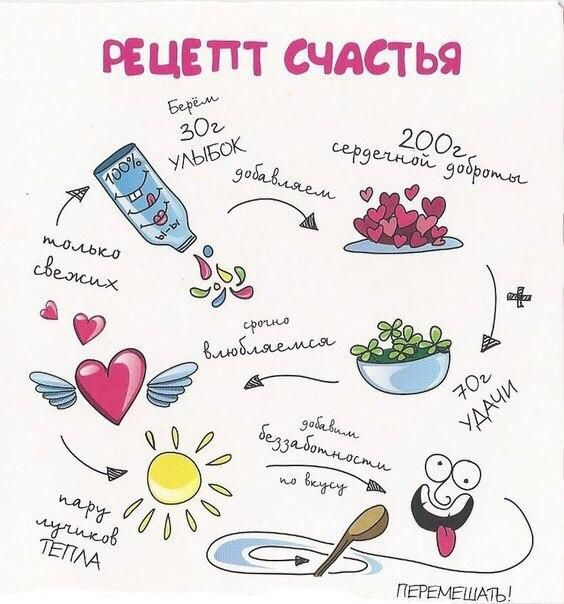 РЕЦЕПТ СЧАСТЬЯ
Берём
30г
УЛЫБОК
100%
Ы-Ы
только
свежих
добавляем
200г
сердечной доброты
+
70г
УДАЧИ
срочно
влюбляемся
пару
лучиков
ТЕПЛА
добавим
беззаботности
по вкусу
ПЕРЕМЕШАТЬ!